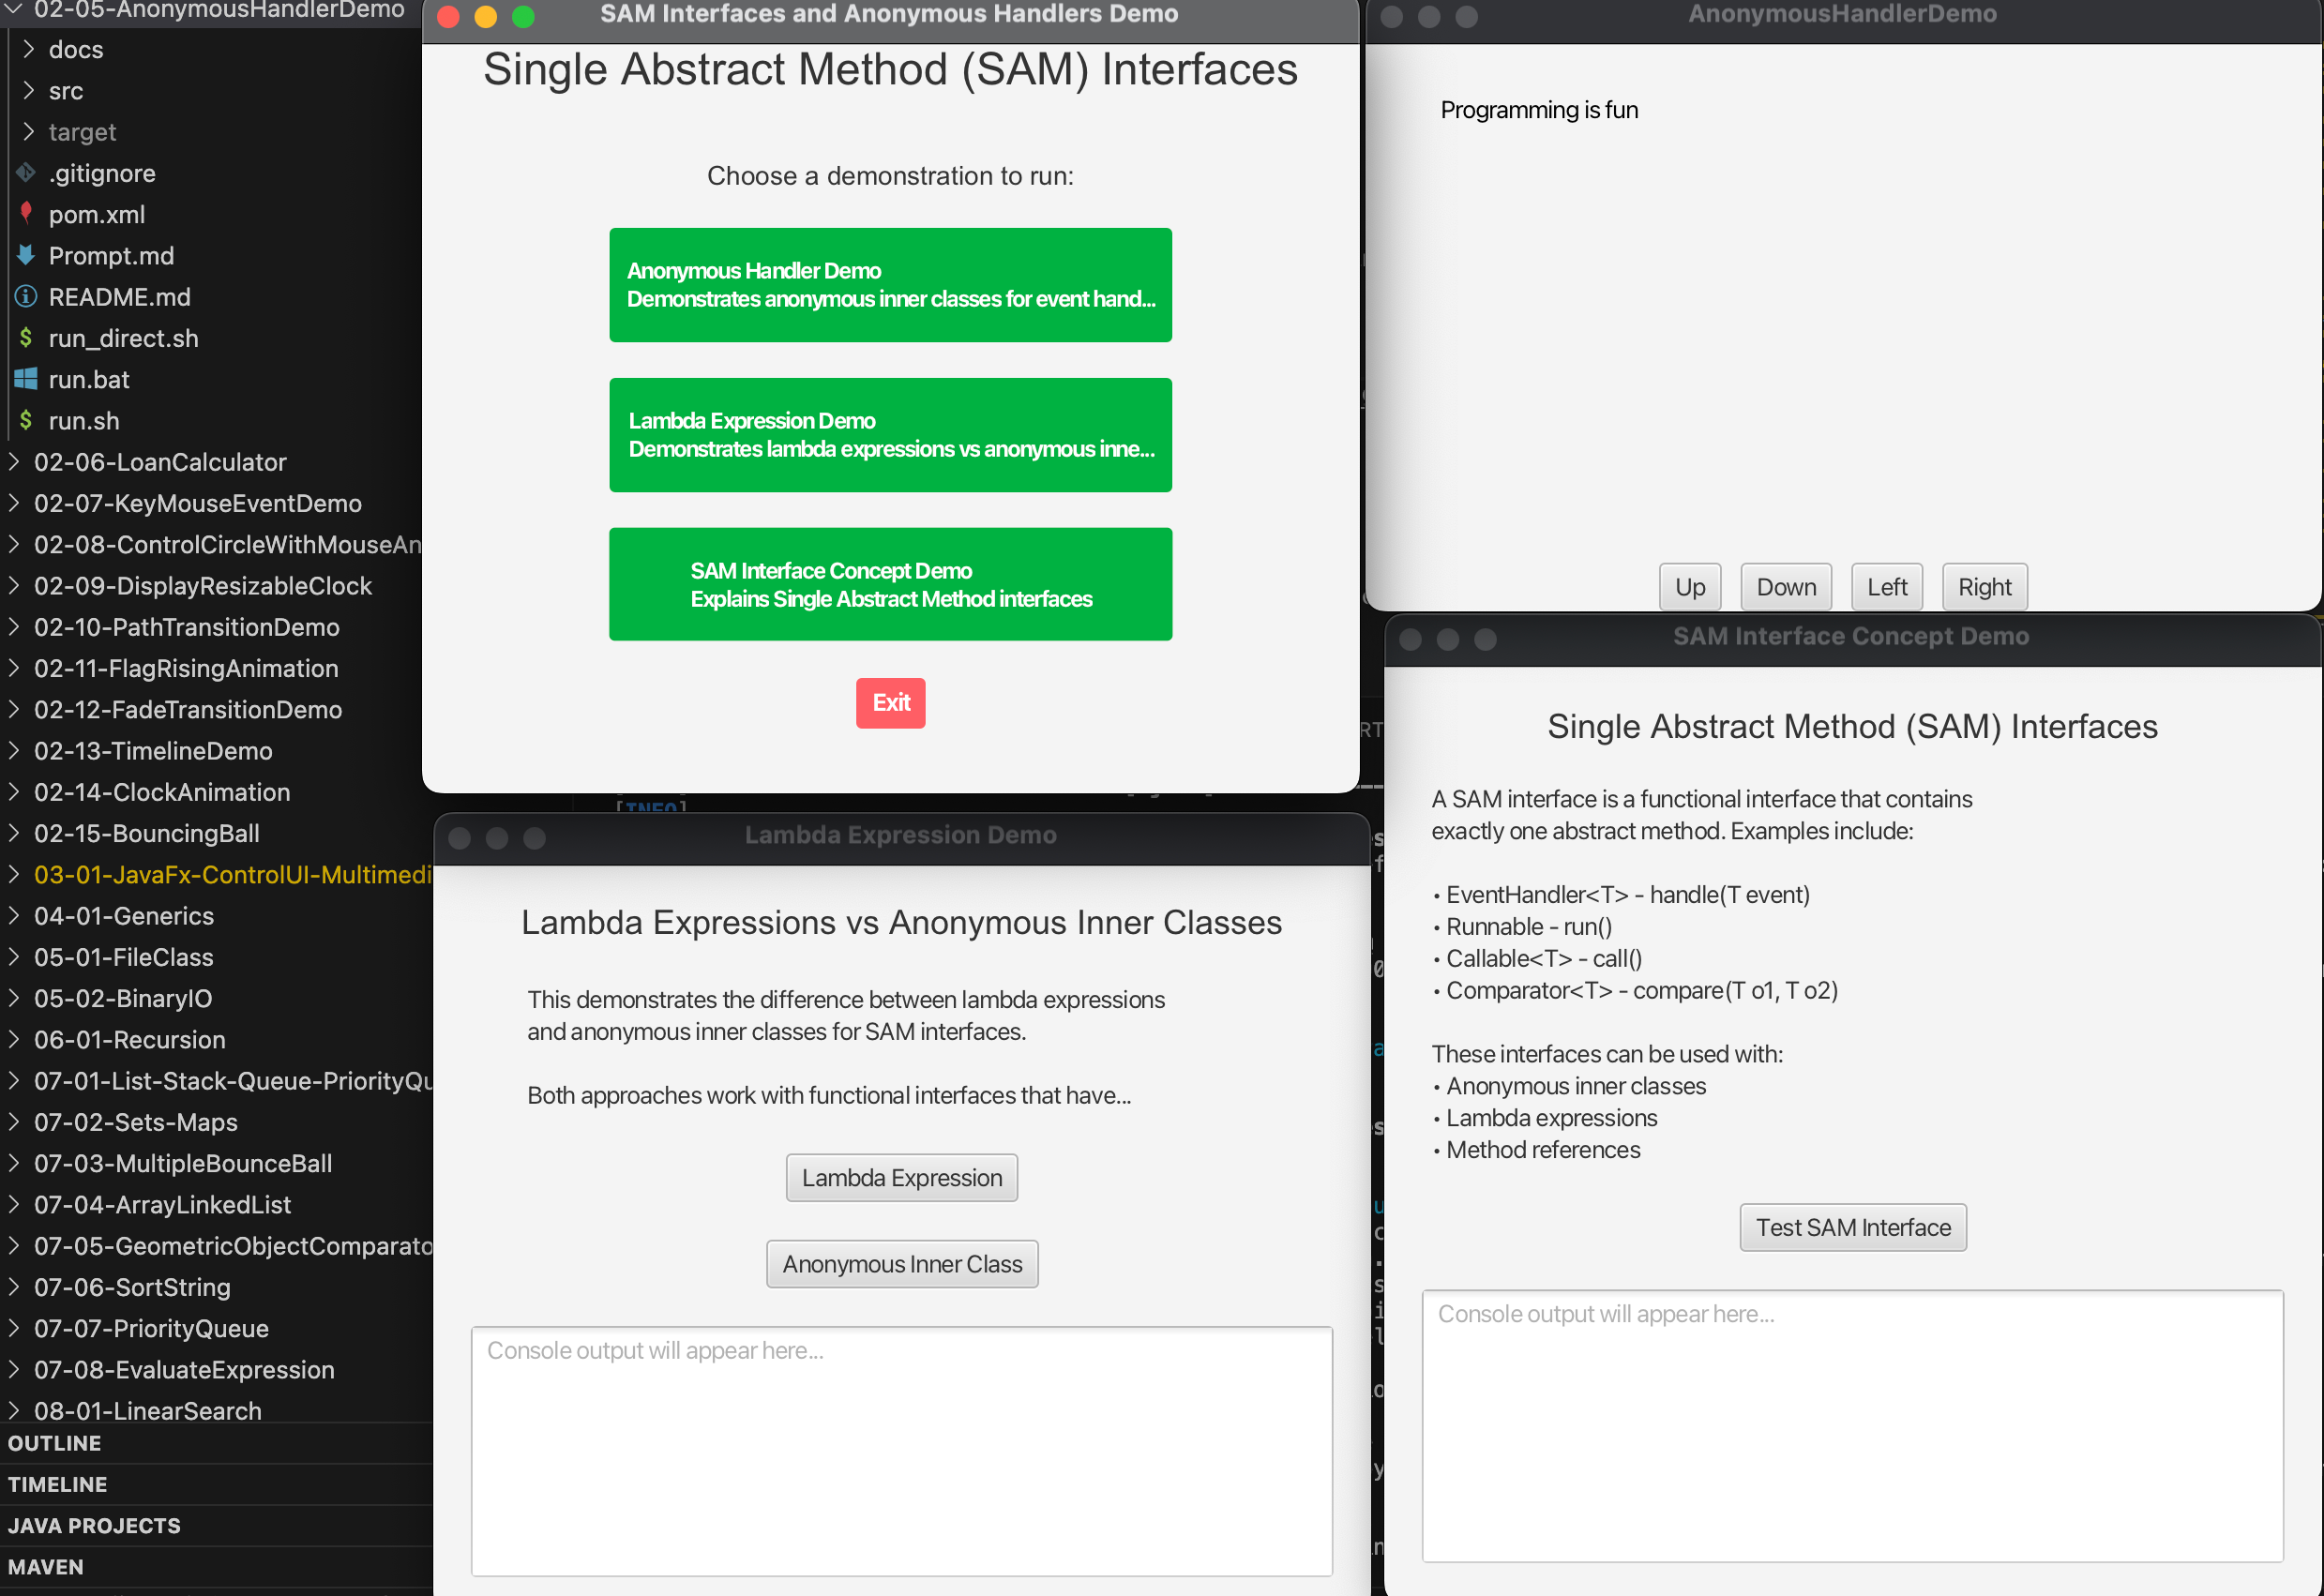 02-05-AnonymousHandlerDemo
docs
src
target
.gitignore
pom.xml
Prompt.md
README.md
run_direct.sh
run.bat
run.sh
02-06-LoanCalculator
02-07-KeyMouseEventDemo
02-08-ControlCircleWithMouseAn
02-09-DisplayResizableClock
02-10-PathTransitionDemo
02-11-FlagRisingAnimation
02-12-FadeTransitionDemo
02-13-TimelineDemo
02-14-ClockAnimation
02-15-BouncingBall
03-01-JavaFx-ControlUI-Multimedi
04-01-Generics
05-01-FileClass
05-02-BinaryIO
06-01-Recursion
07-01-List-Stack-Queue-PriorityQu
07-02-Sets-Maps
07-03-MultipleBounceBall
07-04-ArrayLinkedList
07-05-GeometricObjectComparato
07-06-SortString
07-07-PriorityQueue
07-08-EvaluateExpression
08-01-LinearSearch
OUTLINE
TIMELINE
JAVA PROJECTS
MAVEN
SAM Interfaces and Anonymous Handlers Demo
Single Abstract Method (SAM) Interfaces
Choose a demonstration to run:
Anonymous Handler Demo
Demonstrates anonymous inner classes for event hand...
Lambda Expression Demo
Demonstrates lambda expressions vs anonymous inne...
SAM Interface Concept Demo
Explains Single Abstract Method interfaces
Exit
AnonymousHandlerDemo
Programming is fun
Up
Down
Left
Right
Lambda Expression Demo
Lambda Expressions vs Anonymous Inner Classes
This demonstrates the difference between lambda expressions
and anonymous inner classes for SAM interfaces.
Both approaches work with functional interfaces that have...
Lambda Expression
Anonymous Inner Class
Console output will appear here...
SAM Interface Concept Demo
Single Abstract Method (SAM) Interfaces
A SAM interface is a functional interface that contains
exactly one abstract method. Examples include:
• EventHandler<T> - handle(T event)
• Runnable - run()
• Callable<T> - call()
• Comparator<T> - compare(T o1, T o2)
These interfaces can be used with:
• Anonymous inner classes
• Lambda expressions
• Method references
Test SAM Interface
Console output will appear here...